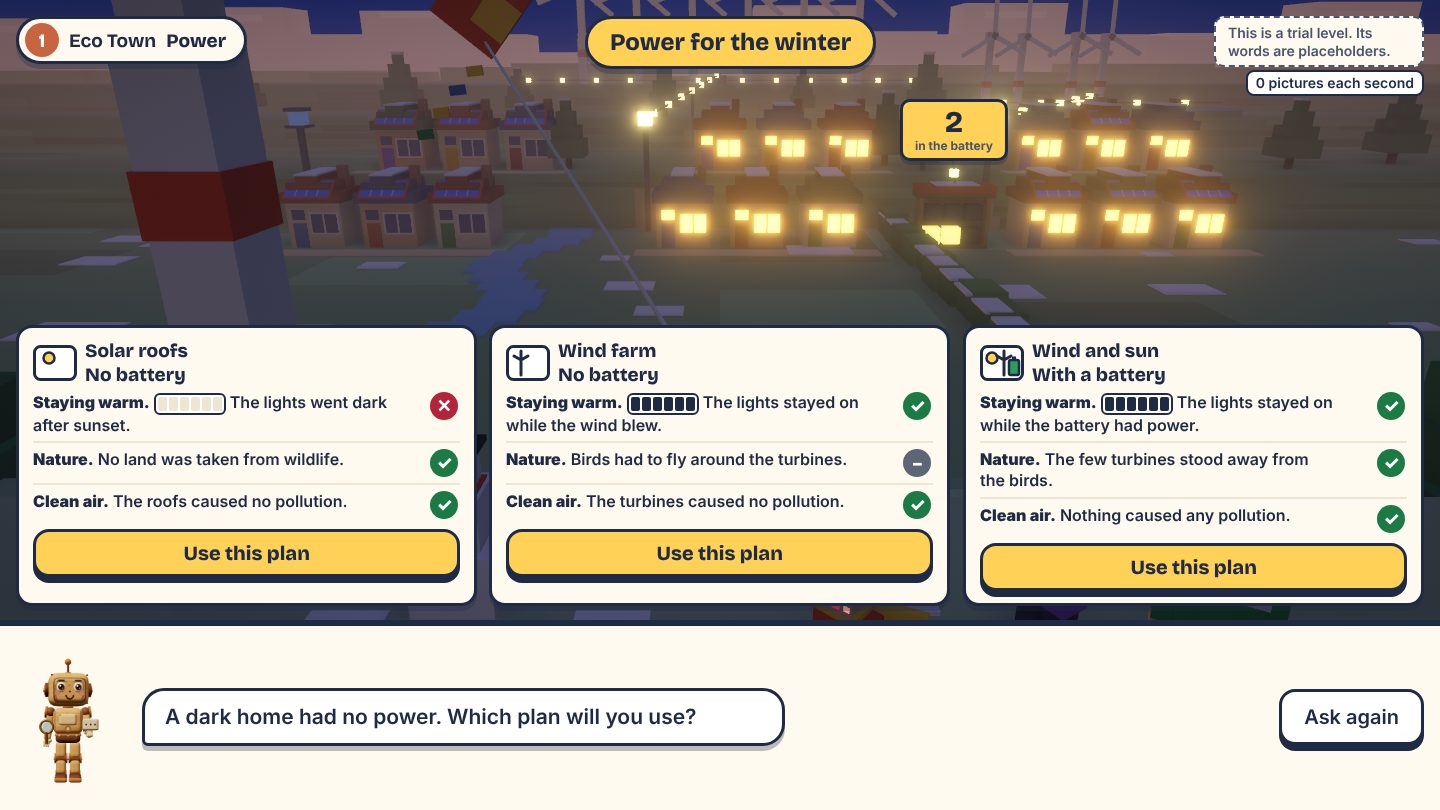 1 Eco Town Power
Power for the winter
This is a trial level. Its
words are placeholders.
0 pictures each second
2
in the battery
Solar roofs
No battery
Staying warm. The lights went dark
after sunset.
Nature. No land was taken from wildlife.
Clean air. The roofs caused no pollution.
Use this plan
Wind farm
No battery
Staying warm. The lights stayed on
while the wind blew.
Nature. Birds had to fly around the turbines.
Clean air. The turbines caused no pollution.
Use this plan
Wind and sun
With a battery
Staying warm. The lights stayed on
while the battery had power.
Nature. The few turbines stood away from
the birds.
Clean air. Nothing caused any pollution.
Use this plan
A dark home had no power. Which plan will you use?
Ask again